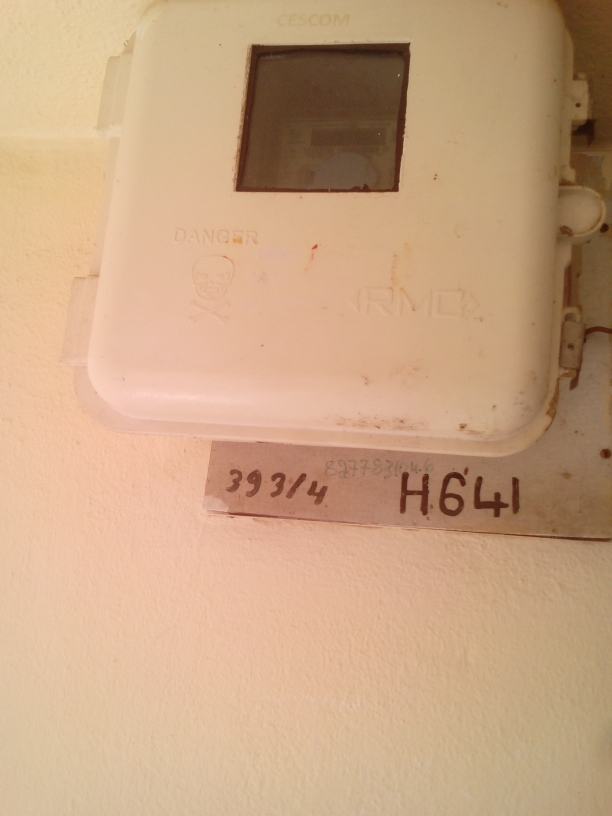 CESCOM
DANGER
RMC
393/4
H641